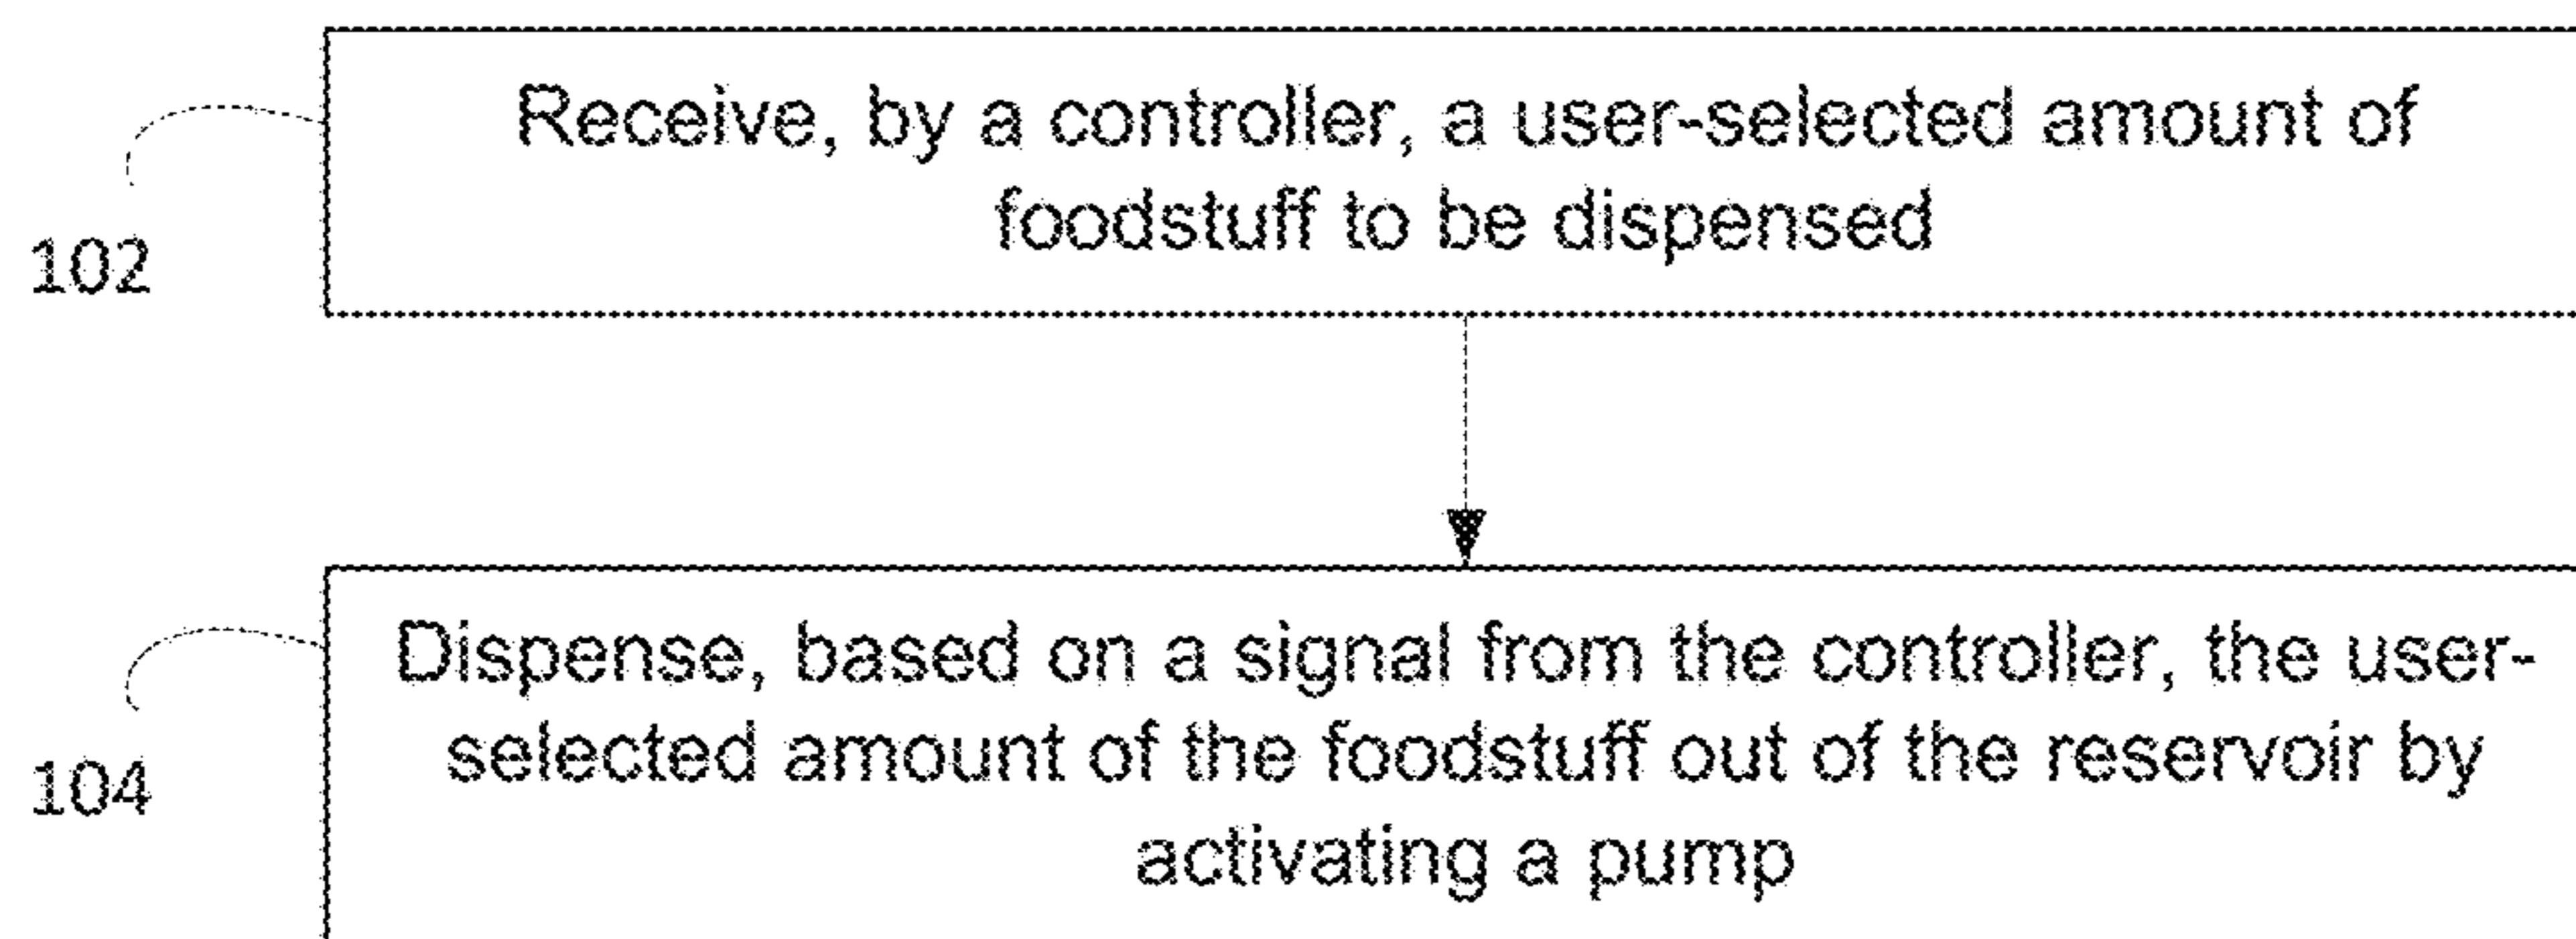 Receive, by a controller, a user-selected amount of
foodstuff to be dispensed
102
Dispense, based on a signal from the controller, the user-
selected amount of the foodstuff out of the reservoir by
activating a pump
104